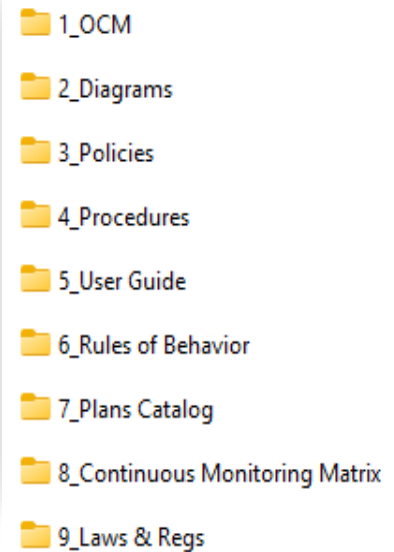 1_OCM
2_Diagrams
3_Policies
4_Procedures
5_User Guide
6_Rules of Behavior
7_Plans Catalog
8_Continuous Monitoring Matrix
9_Laws & Regs